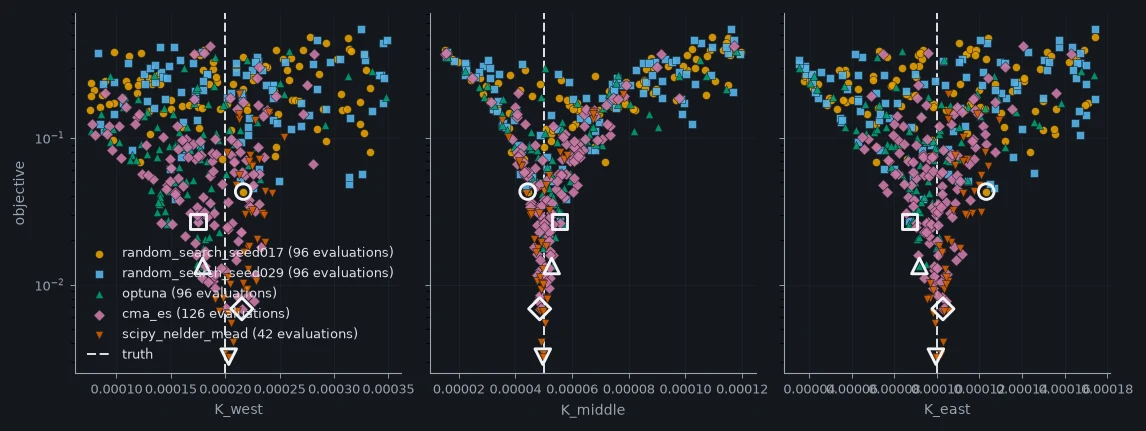 objective
10⁻¹
10⁻²
random_search_seed017 (96 evaluations)
random_search_seed029 (96 evaluations)
optuna (96 evaluations)
cma_es (126 evaluations)
scipy_nelder_mead (42 evaluations)
truth
0.00010 0.00015 0.00020 0.00025 0.00030 0.00035
K_west
0.00002 0.00004 0.00006 0.00008 0.00010 0.00012
K_middle
0.00002 0.00004 0.00006 0.00008 0.00010 0.00012 0.00014 0.00016 0.00018
K_east